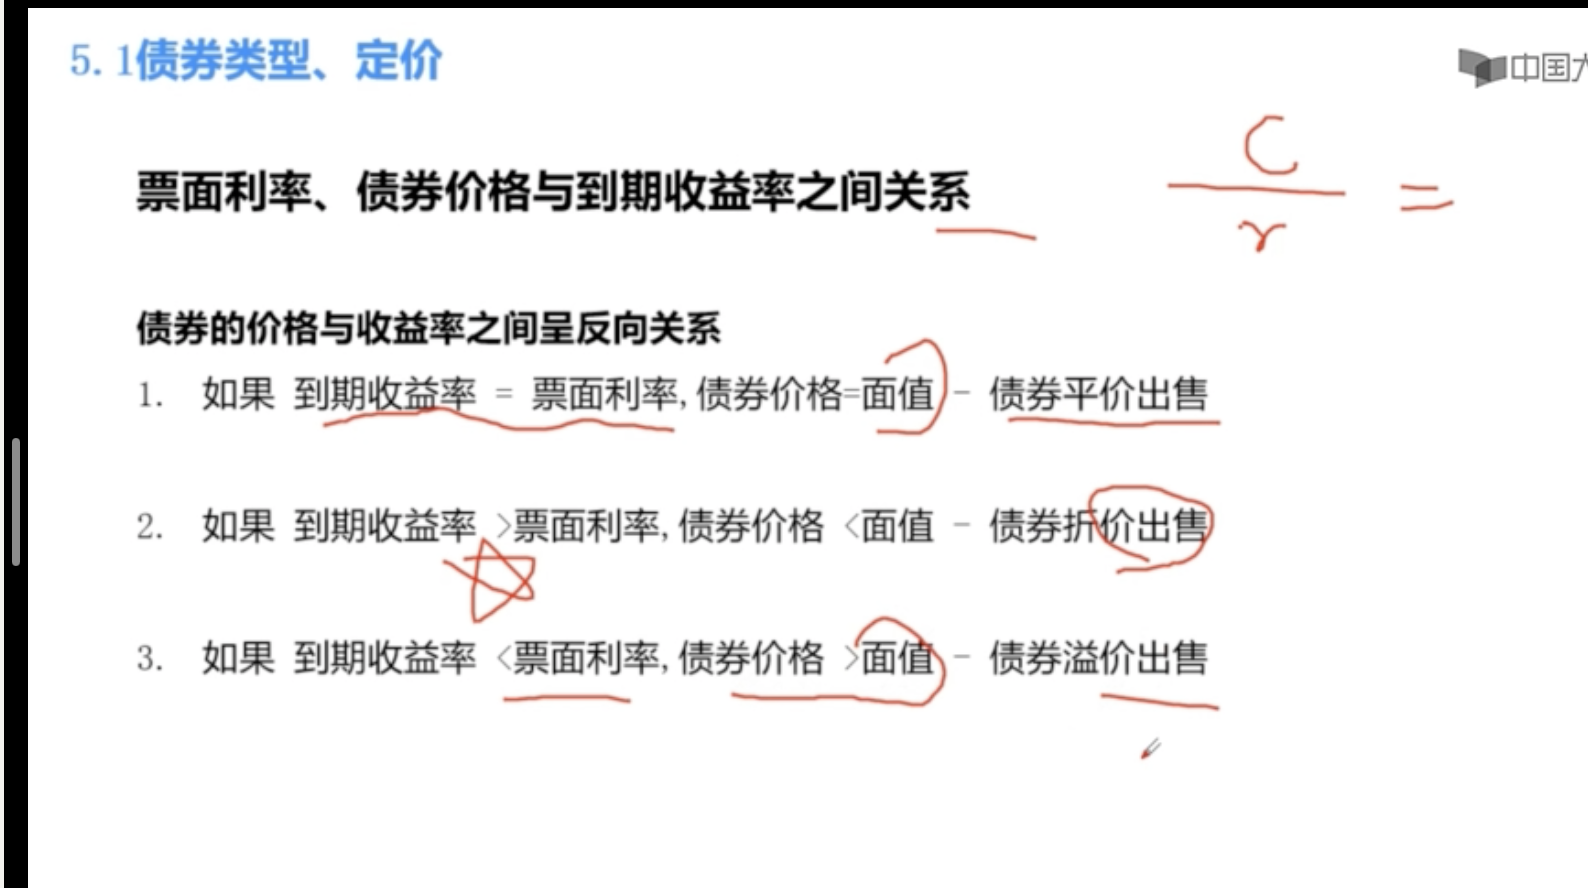 5.1债券类型、定价
中国大
票面利率、债券价格与到期收益率之间关系
C
r
=
债券的价格与收益率之间呈反向关系
1. 如果 到期收益率 = 票面利率,债券价格=面值 - 债券平价出售
2. 如果 到期收益率 >票面利率,债券价格 <面值 - 债券折价出售
3. 如果 到期收益率 <票面利率,债券价格 >面值 - 债券溢价出售